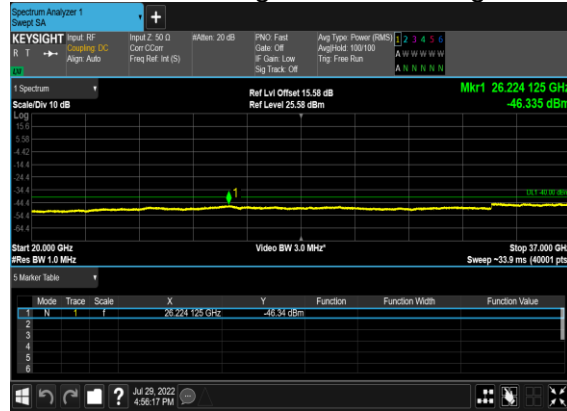 Spectrum Analyzer 1
Swept SA
+
KEYSIGHT Input: RF Input Z: 50 Ω #Atten: 20 dB PNO: Fast Avg Type: Power (RMS) 1 2 3 4 5 6
R T Coupling: DC Corr CCorr Gate: Off Avg|Hold: 100/100 A W W W W W
Align: Auto Freq Ref: Int (S) IF Gain: Low Trig: Free Run
Sig Track: Off A N N N N N
1 Spectrum Ref Lvl Offset 15.58 dB Mkr1 26.224 125 GHz
Scale/Div 10 dB Ref Level 25.58 dBm -46.335 dBm
Log
15.6
5.58
-4.42
-14.4
-24.4
-34.4 1 DL1 -40.00 dBm
-44.4
-54.4
-64.4
Start 20.000 GHz Video BW 3.0 MHz* Stop 37.000 GHz
#Res BW 1.0 MHz Sweep ~33.9 ms (40001 pts)
5 Marker Table
Mode Trace Scale X Y Function Function Width Function Value
1 N 1 f 26.224 125 GHz -46.34 dBm
2
3
4
5
6
? Jul 29, 2022
4:56:17 PM